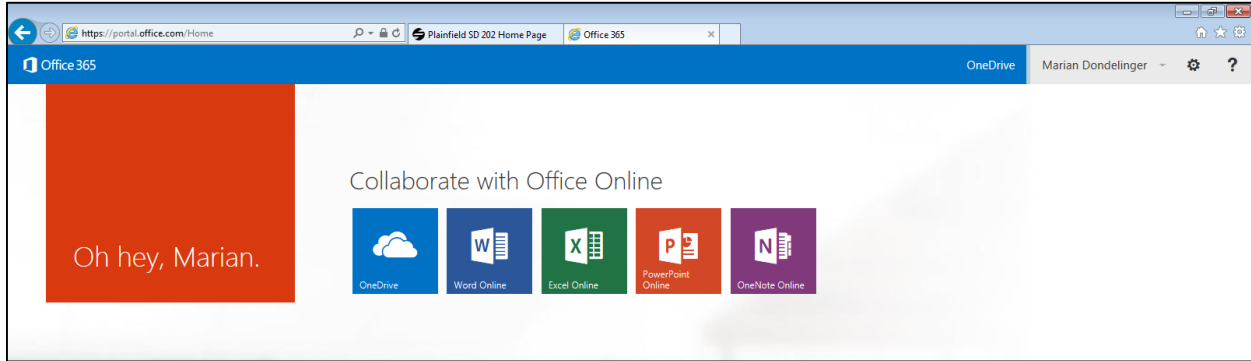 https://portal.office.com/Home
Plainfield SD 202 Home Page
Office 365
Office 365
OneDrive
Marian Dondelinger
?
Collaborate with Office Online
Oh hey, Marian.
OneDrive
Word Online
Excel Online
PowerPoint
Online
OneNote Online